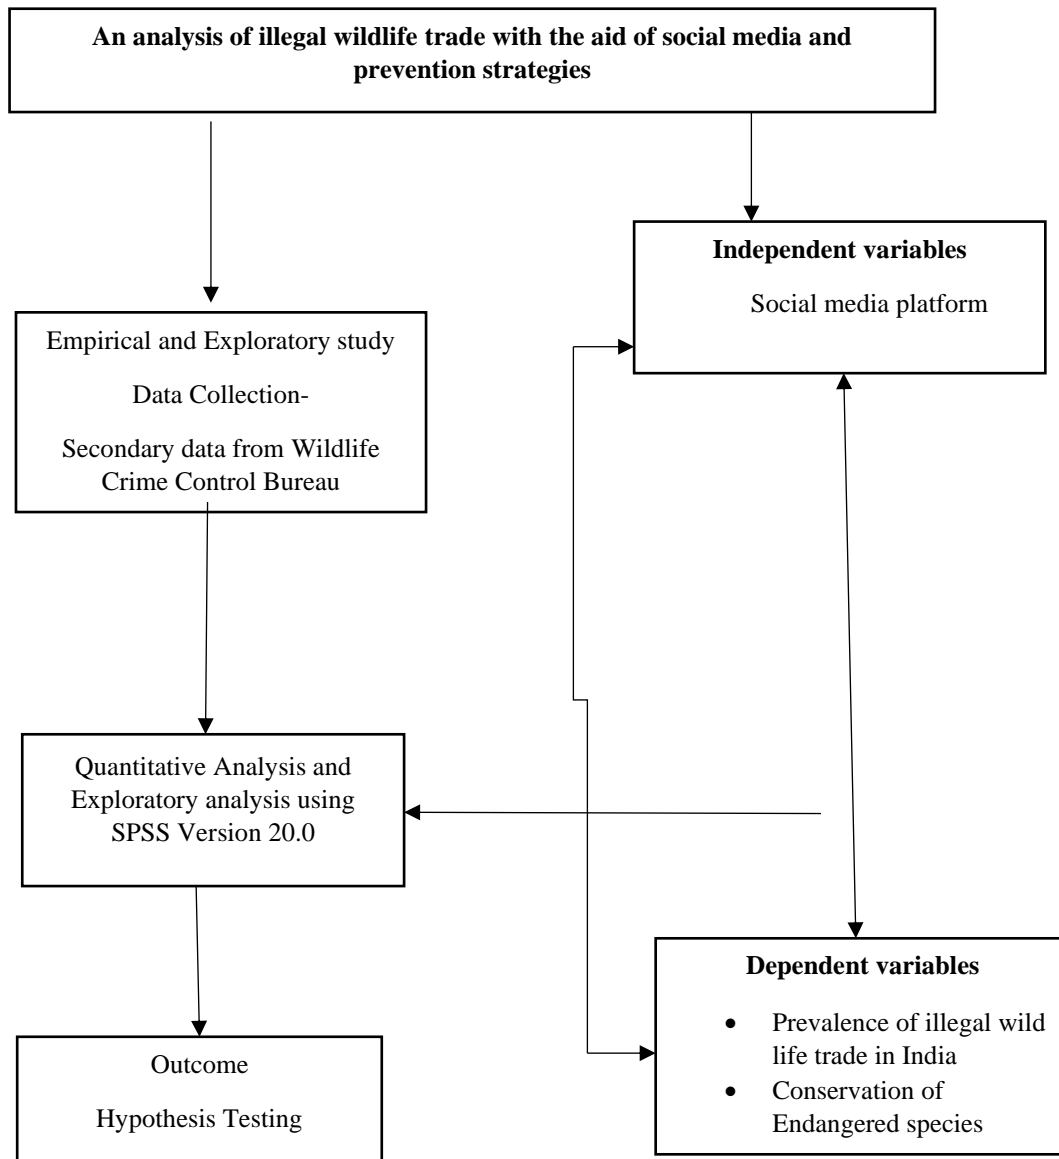 An analysis of illegal wildlife trade with the aid of social media and
prevention strategies
Independent variables
Social media platform
Empirical and Exploratory study
Data Collection-
Secondary data from Wildlife
Crime Control Bureau
Quantitative Analysis and
Exploratory analysis using
SPSS Version 20.0
Dependent variables
• Prevalence of illegal wild
life trade in India
• Conservation of
Endangered species
Outcome
Hypothesis Testing